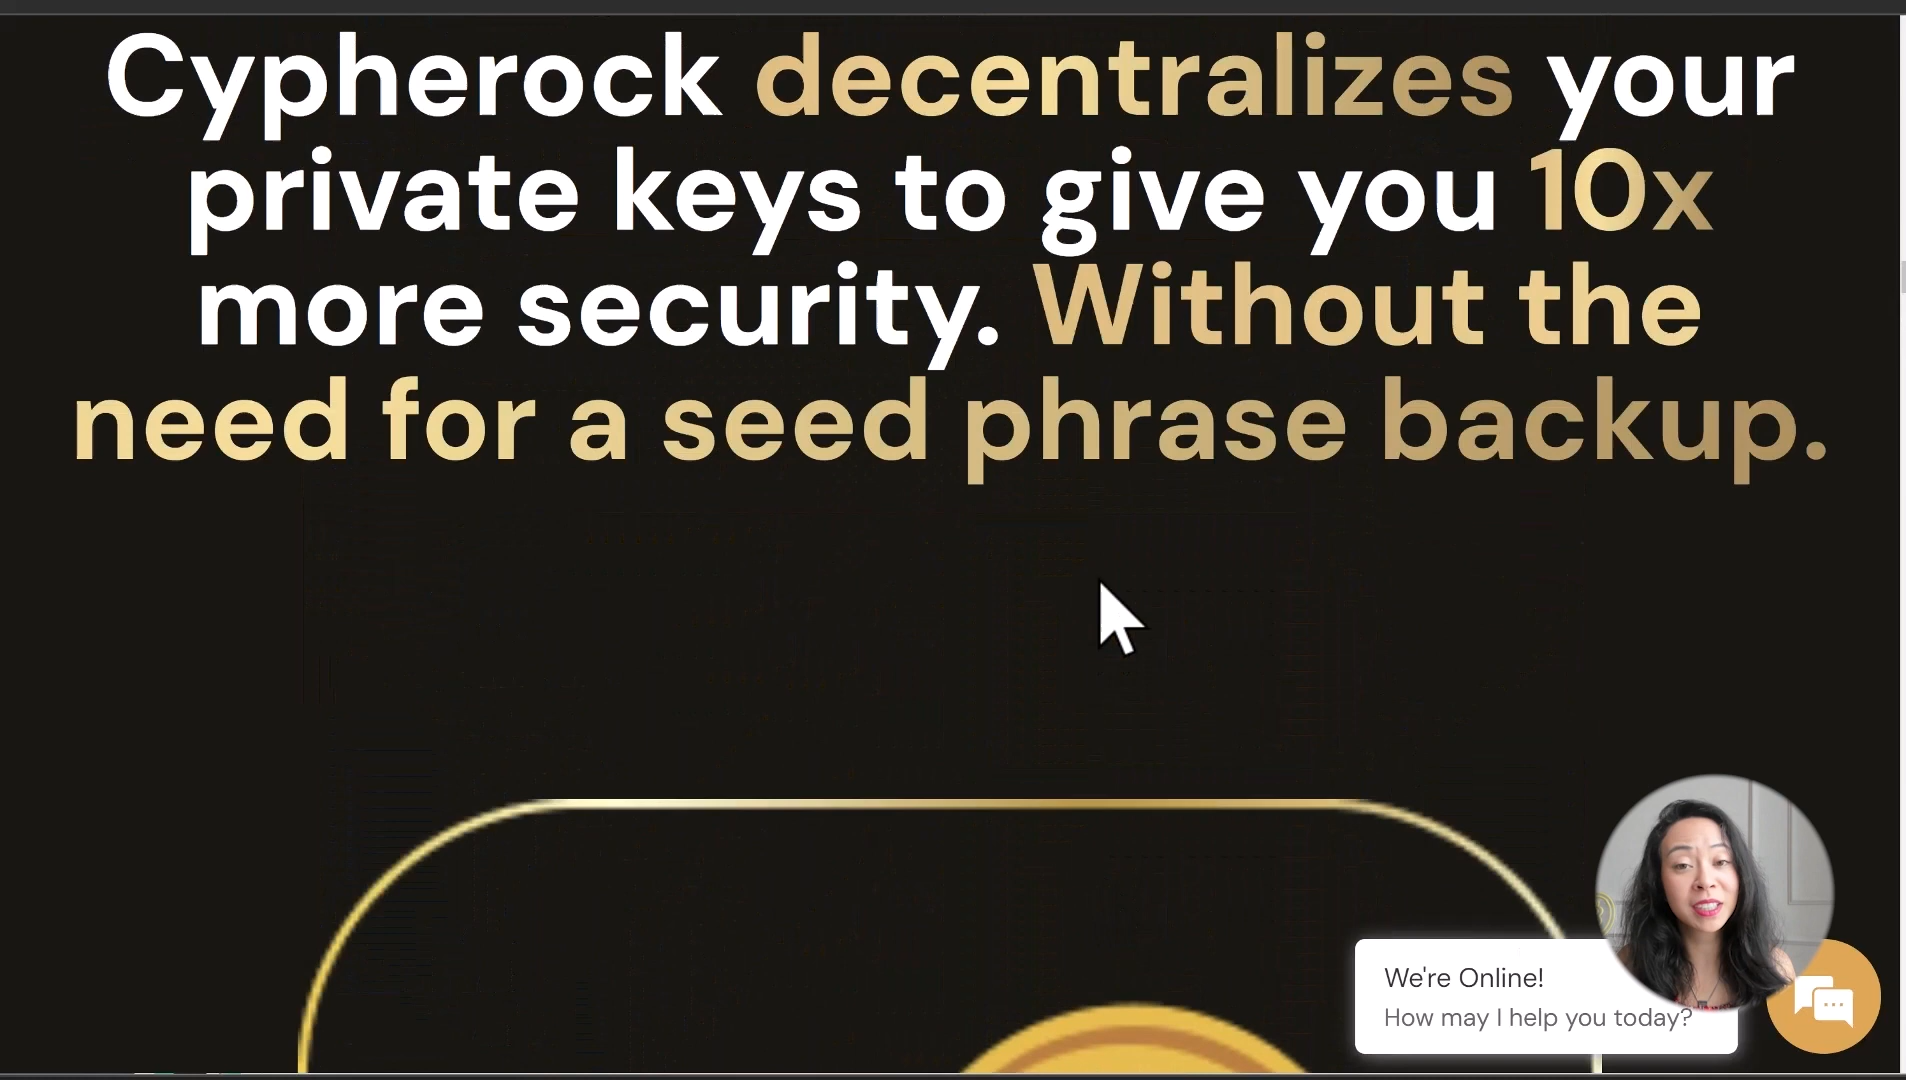 Cypherock decentralizes your
private keys to give you 10x
more security. Without the
need for a seed phrase backup.
We're Online!
How may I help you today?